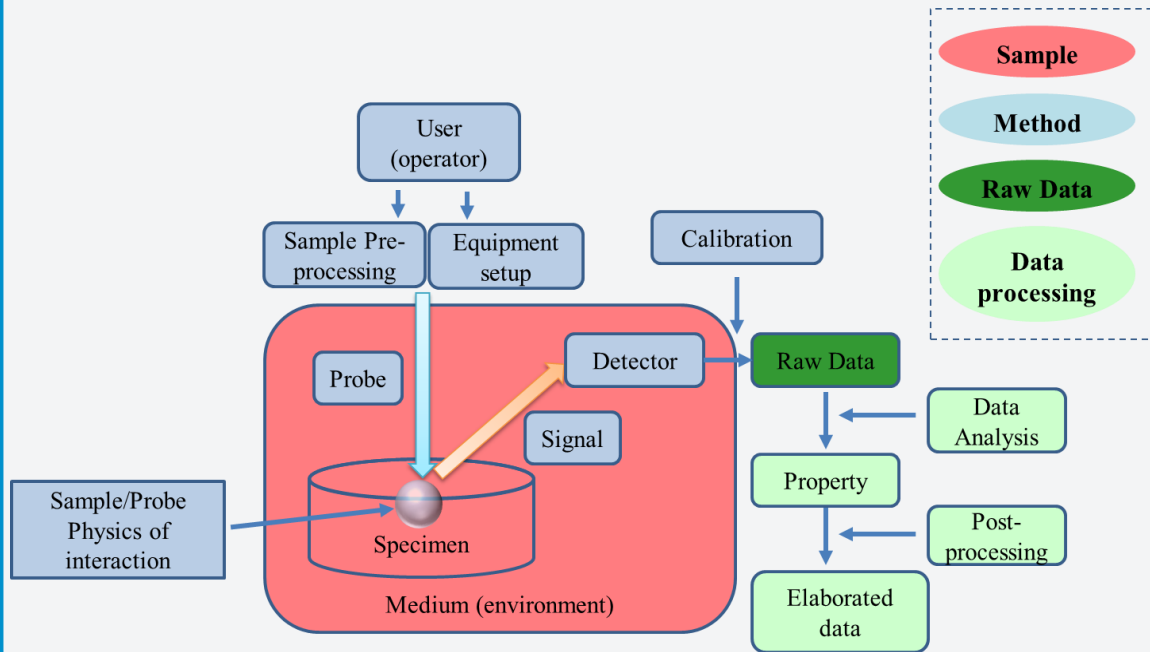 Sample
Method
Raw Data
Data
processing
User
(operator)
Sample Pre-
processing
Equipment
setup
Calibration
Probe
Detector
Raw Data
Signal
Data
Analysis
Sample/Probe
Physics of
interaction
Specimen
Property
Post-
processing
Medium (environment)
Elaborated
data